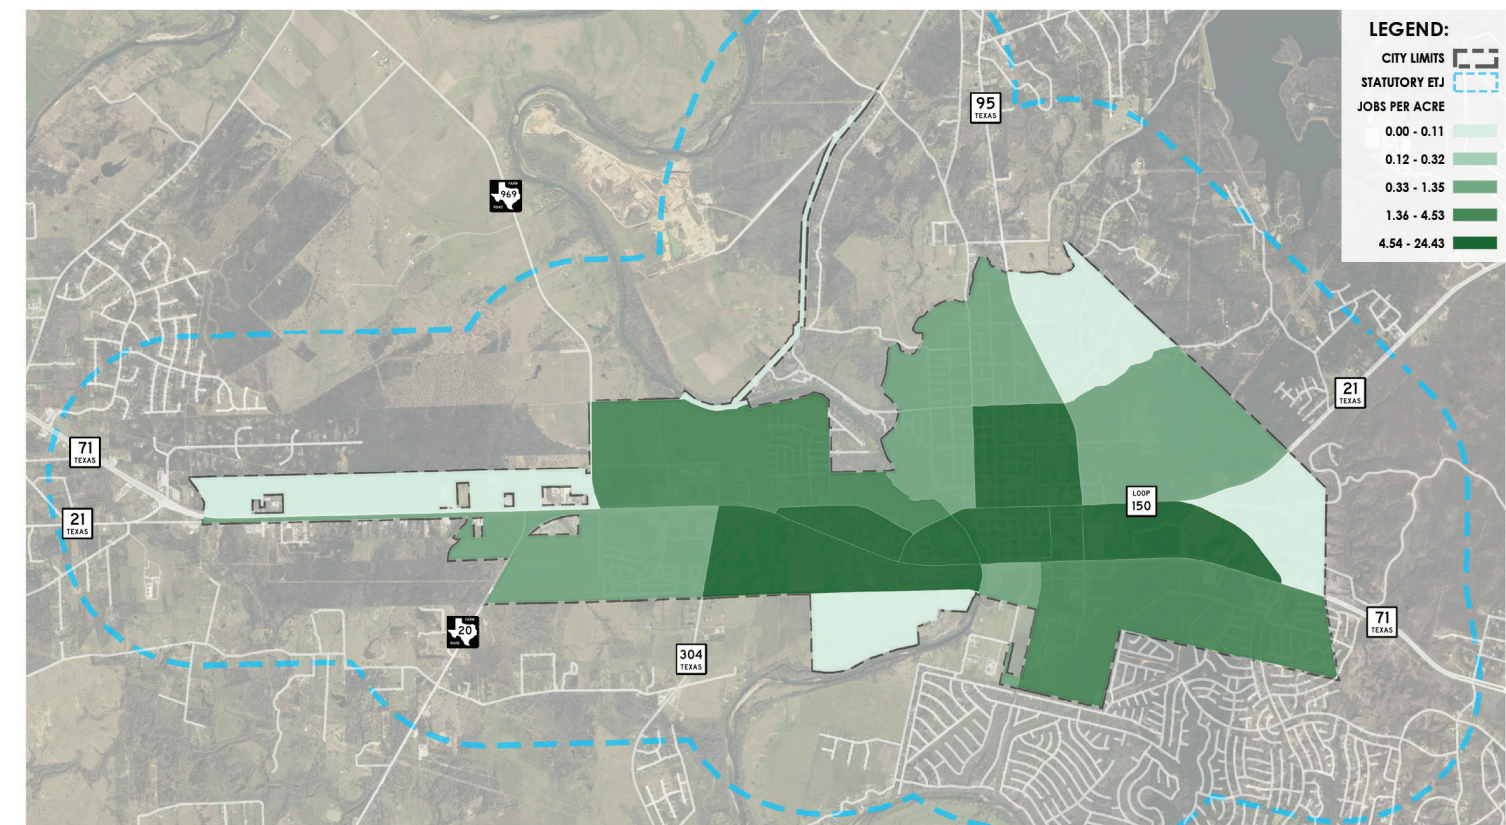 LEGEND:
CITY LIMITS
STATUTORY ETJ
JOBS PER ACRE
0.00 - 0.11
0.12 - 0.32
0.33 - 1.35
1.36 - 4.53
4.54 - 24.43
95
TEXAS
FARM
969
ROAD
21
TEXAS
71
TEXAS
LOOP
150
21
TEXAS
71
TEXAS
FARM
20
ROAD
304
TEXAS